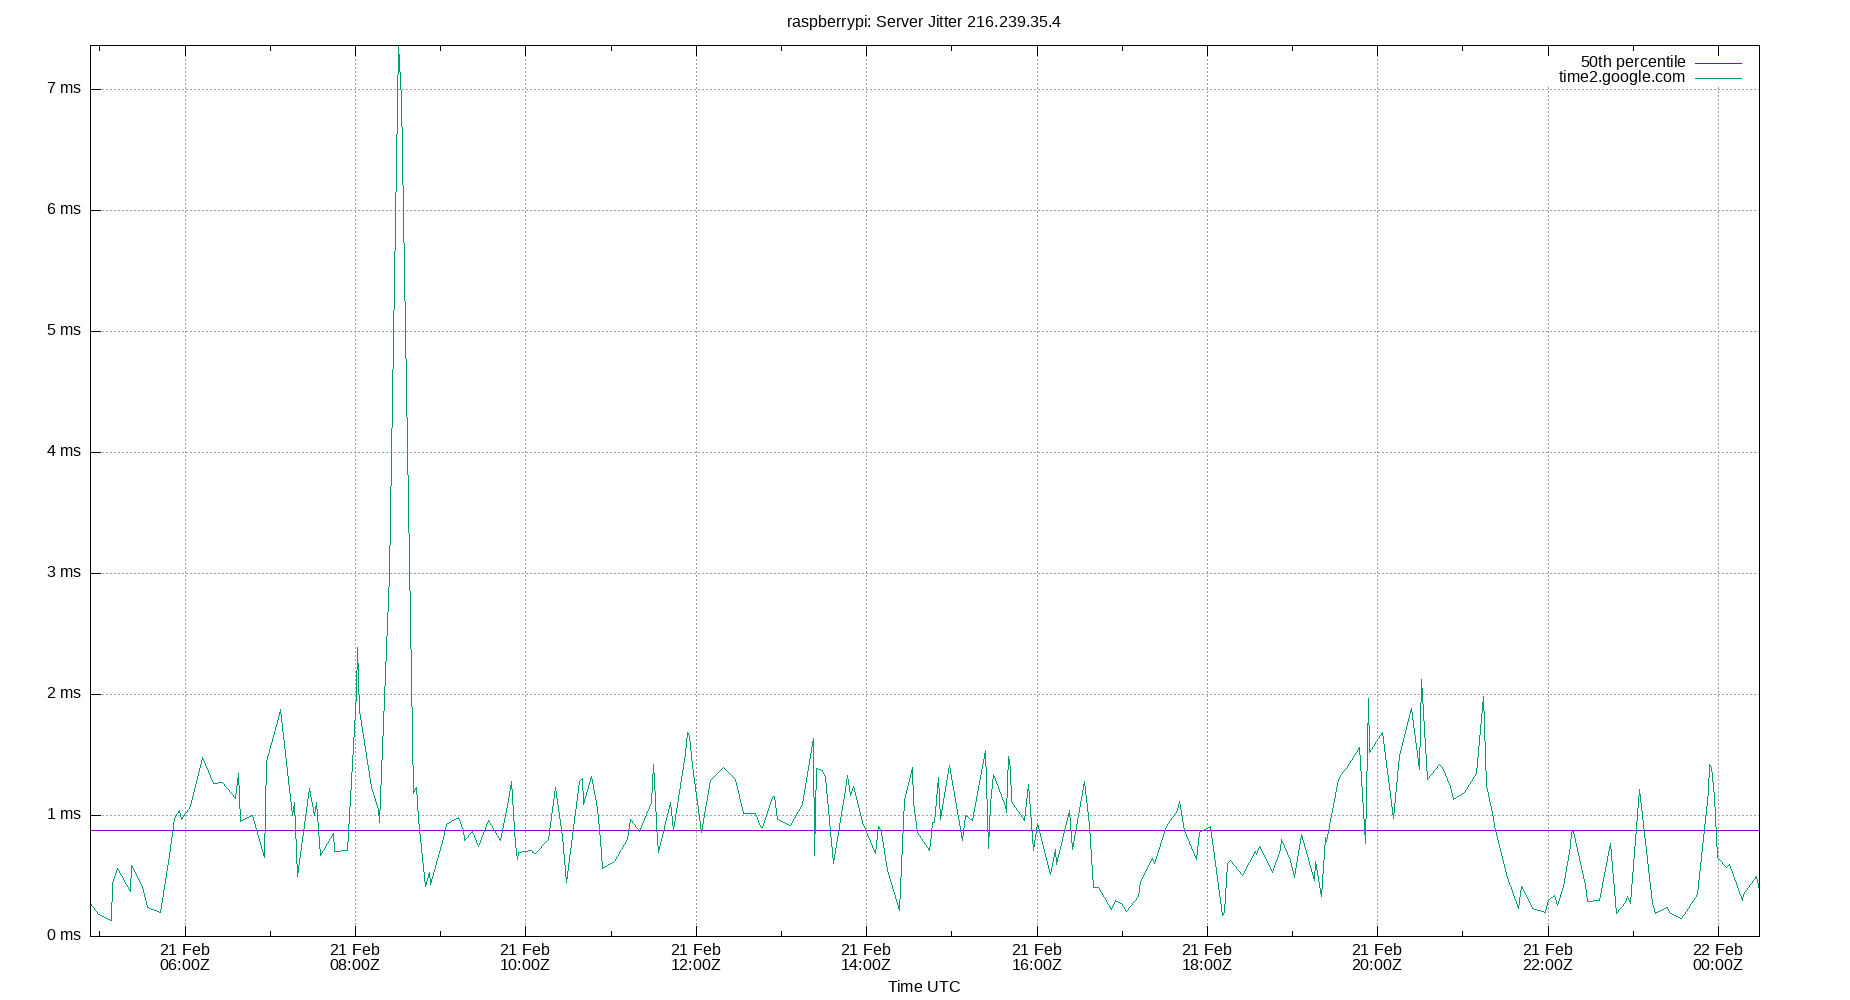 raspberrypi: Server Jitter 216.239.35.4
50th percentile
time2.google.com
7 ms
6 ms
5 ms
4 ms
3 ms
2 ms
1 ms
0 ms
21 Feb 21 Feb 21 Feb 21 Feb 21 Feb 21 Feb 21 Feb 21 Feb 21 Feb 22 Feb
06:00Z 08:00Z 10:00Z 12:00Z 14:00Z 16:00Z 18:00Z 20:00Z 22:00Z 00:00Z
Time UTC